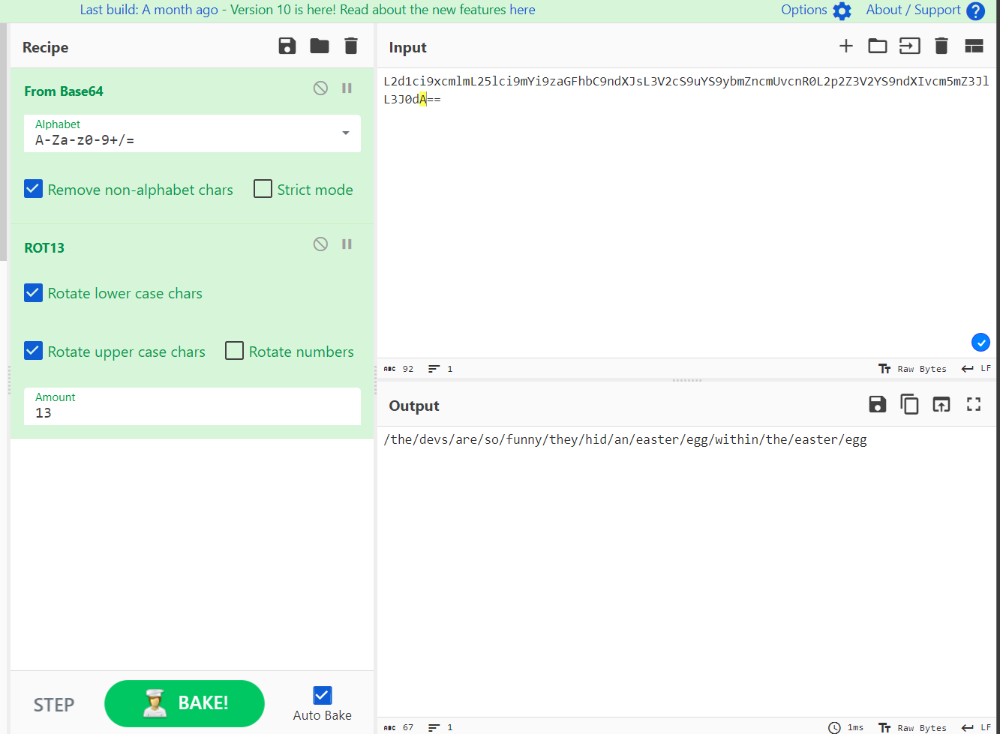 Last build: A month ago - Version 10 is here! Read about the new features here
Options
About / Support ?
Recipe
From Base64
Alphabet
A-Za-z0-9+/=
Remove non-alphabet chars
Strict mode
ROT13
Rotate lower case chars
Rotate upper case chars
Rotate numbers
Amount
13
STEP
BAKE!
Auto Bake
Input
L2d1ci9xcmlmL25lci9mYi9zaGFhbC9ndXJsL3V2cS9uYS9ybmZncmUvcnR0L2p2Z3V2YS9ndXIvcm5mZ3Jl
L3J0dA==
ABC 92
1
Tт Raw Bytes
LF
Output
/the/devs/are/so/funny/they/hid/an/easter/egg/within/the/easter/egg
ABC 67
1
1ms
Tт Raw Bytes
LF